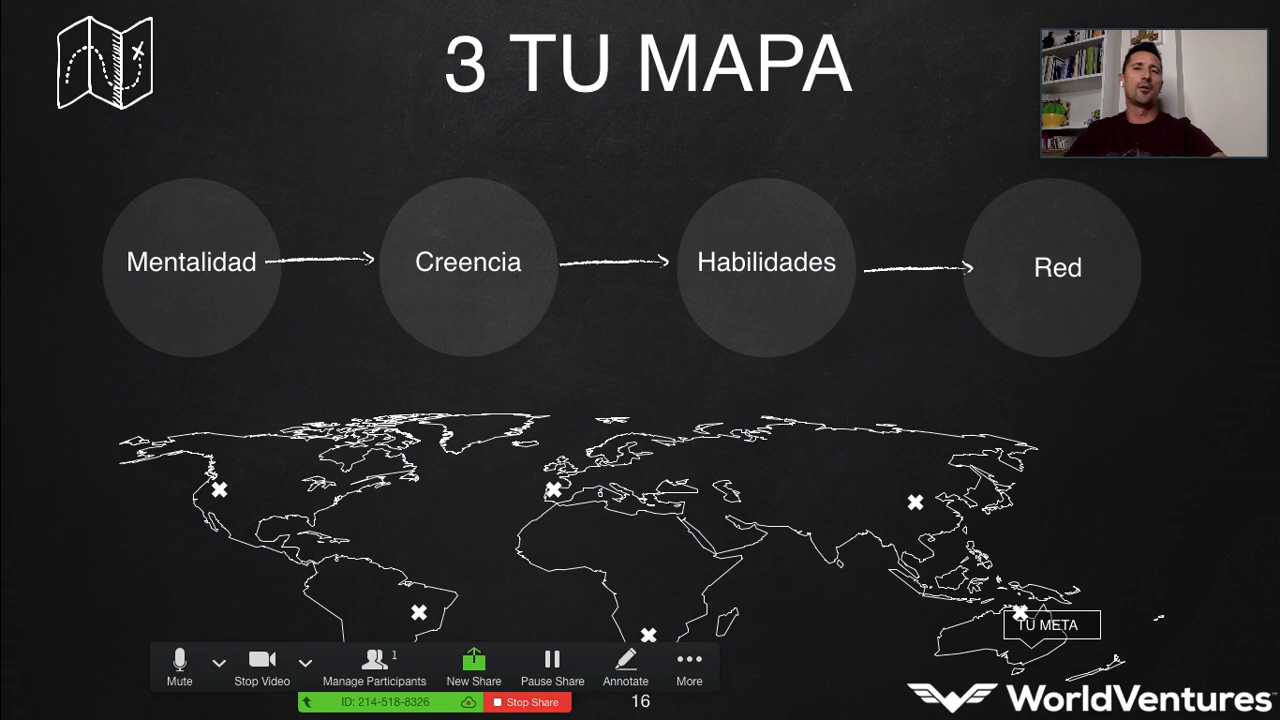 3 TU MAPA
Mentalidad
Creencia
Habilidades
Red
TU META
1
Mute
Stop Video
Manage Participants
New Share
Pause Share
Annotate
More
ID: 214-518-8326
Stop Share
16
WorldVentures